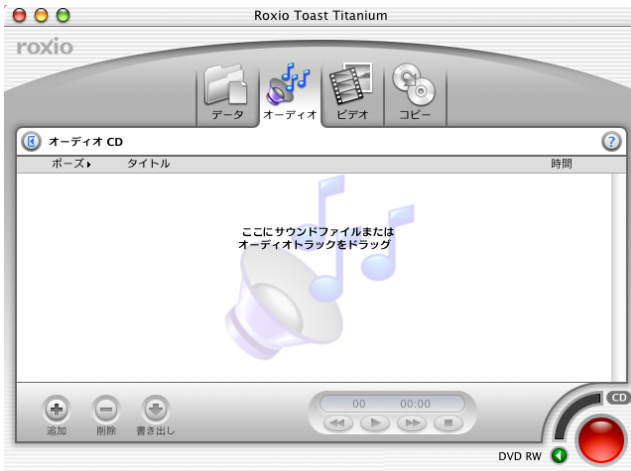 Roxio Toast Titanium
roxio
データ
オーディオ
ビデオ
コピー
オーディオ CD
?
ポーズ
タイトル
時間
ここにサウンドファイルまたは
オーディオトラックをドラッグ
追加
削除
書き出し
00 00:00
CD
DVD RW